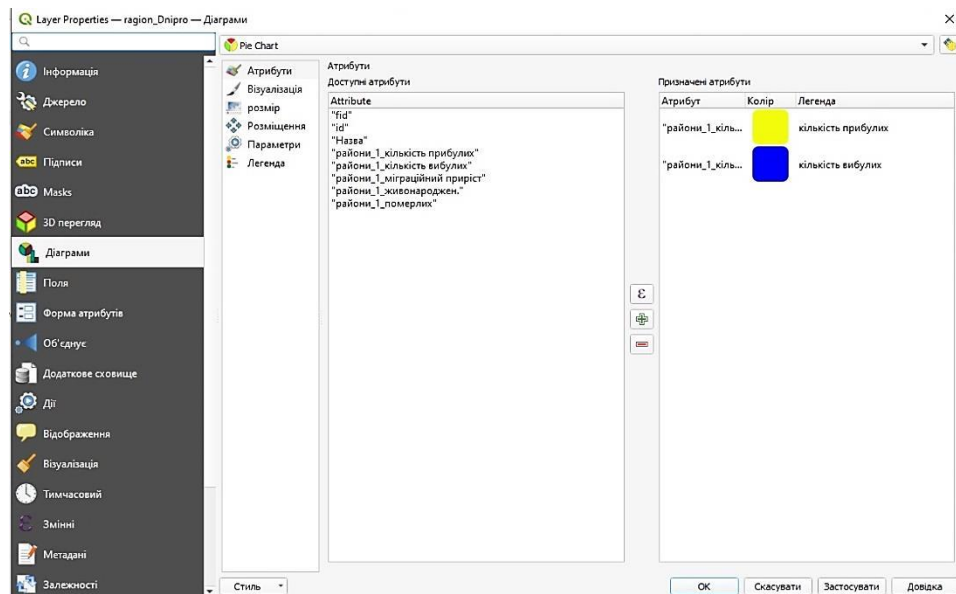 Layer Properties — ragion_Dnipro — Діаграми
Pie Chart
Інформація
Джерело
Символіка
abc Підписи
abc Masks
3D перегляд
Діаграми
Поля
Форма атрибутів
Об'єднує
Додаткове сховище
Дії
Відображення
Візуалізація
Тимчасовий
Змінні
Метадані
Залежності
Атрибути
Візуалізація
розмір
Розміщення
Параметри
Легенда
Атрибути
Доступні атрибути
Attribute
"fid"
"id"
"Назва"
"райони_1_кількість прибулих"
"райони_1_кількість вибулих"
"райони_1_міграційний приріст"
"райони_1_живонароджен."
"райони_1_померлих"
ε
Призначені атрибути
Атрибут Колір Легенда
"райони_1_кіль... кількість прибулих
"райони_1_кіль... кількість вибулих
Стиль
OK Скасувати Застосувати Довідка